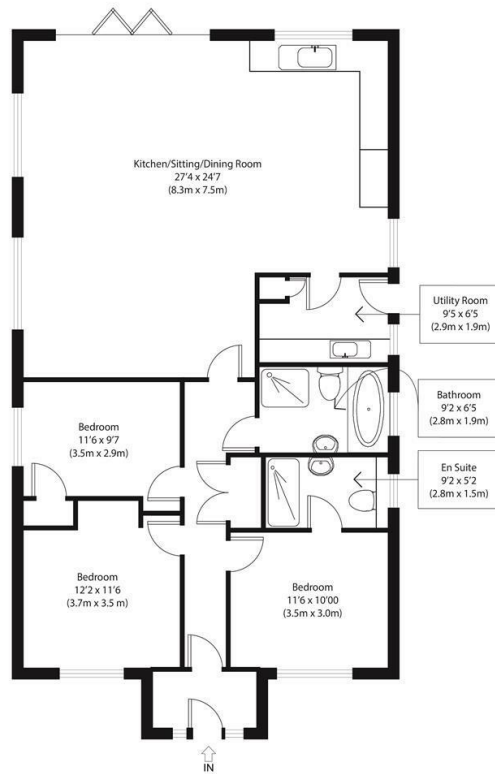 Kitchen/Sitting/Dining Room
27'4 x 24'7
(8.3m x 7.5m)
Utility Room
9'5 x 6'5
(2.9m x 1.9m)
Bathroom
9'2 x 6'5
(2.8m x 1.9m)
Bedroom
11'6 x 9'7
(3.5m x 2.9m)
En Suite
9'2 x 5'2
(2.8m x 1.5m)
Bedroom
12'2 x 11'6
(3.7m x 3.5 m)
Bedroom
11'6 x 10'00
(3.5m x 3.0m)
IN